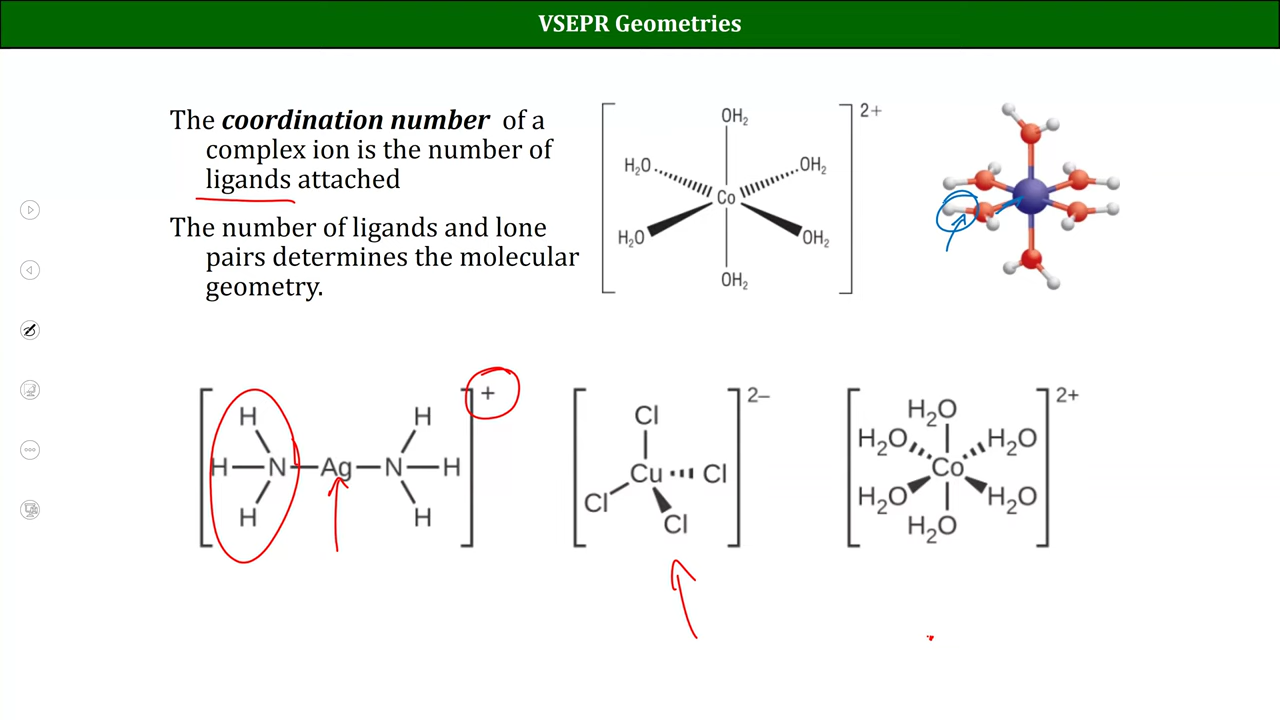 VSEPR Geometries
The coordination number of a
complex ion is the number of
ligands attached
The number of ligands and lone
pairs determines the molecular
geometry.
OH₂
H₂O
OH₂
Co
H₂O
OH₂
OH₂
2+
H
H
H—N—Ag—N—H
H
H
+
Cl
Cu
Cl
Cl
Cl
2–
H₂O
H₂O
H₂O
Co
H₂O
H₂O
H₂O
2+